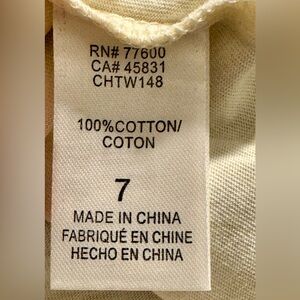 RN# 77600
CA# 45831
CHTW148
100%COTTON/
COTON
7
MADE IN CHINA
FABRIQUÉ EN CHINE
HECHO EN CHINA